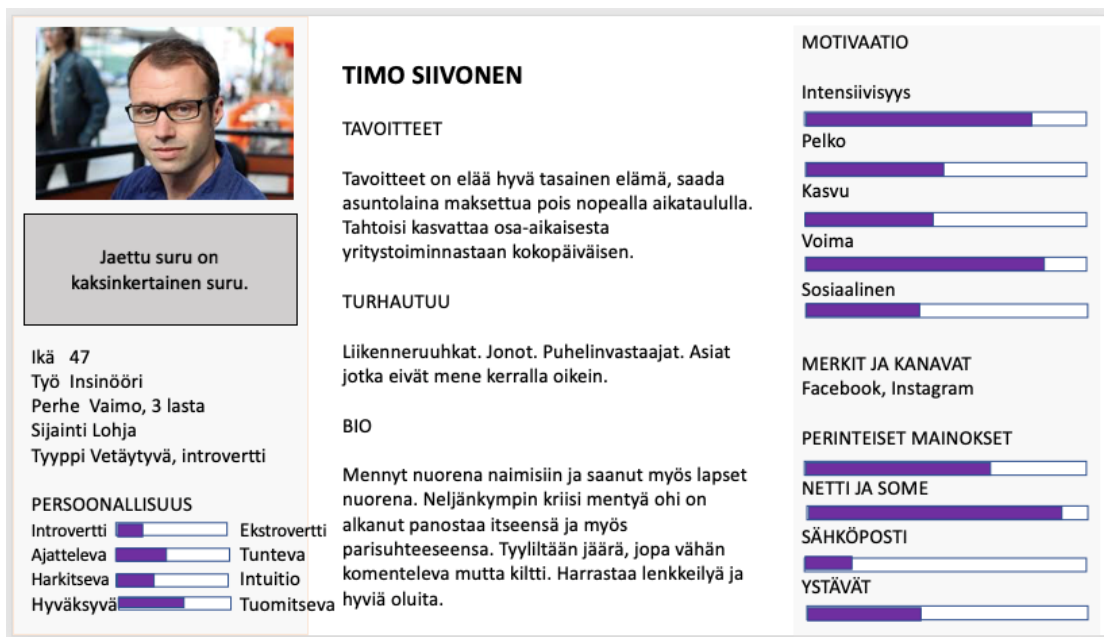 Jaettu suru on
kaksinkertainen suru.
Ikä 47
Työ Insinööri
Perhe Vaimo, 3 lasta
Sijainti Lohja
Tyyppi Vetäytyvä, introvertti
PERSOONALLISUUS
Introvertti Ekstrovertti
Ajatteleva Tunteva
Harkitseva Intuitio
Hyväksyvä Tuomitseva
TIMO SIIVONEN
TAVOITTEET
Tavoitteet on elää hyvä tasainen elämä, saada
asuntolaina maksettua pois nopealla aikataululla.
Tahtoisi kasvattaa osa-aikaisesta
yritystoiminnastaan kokopäiväisen.
TURHAUTUU
Liikenneruuhkat. Jonot. Puhelinvastaajat. Asiat
jotka eivät mene kerralla oikein.
BIO
Mennyt nuorena naimisiin ja saanut myös lapset
nuorena. Neljänkympin kriisi mentyä ohi on
alkanut panostaa itseensä ja myös
parisuhteeseensa. Tyyliltään jäärä, jopa vähän
komenteleva mutta kiltti. Harrastaa lenkkeilyä ja
hyviä oluita.
MOTIVAATIO
Intensiivisyys
Pelko
Kasvu
Voima
Sosiaalinen
MERKIT JA KANAVAT
Facebook, Instagram
PERINTEISET MAINOKSET
NETTI JA SOME
SÄHKÖPOSTI
YSTÄVÄT